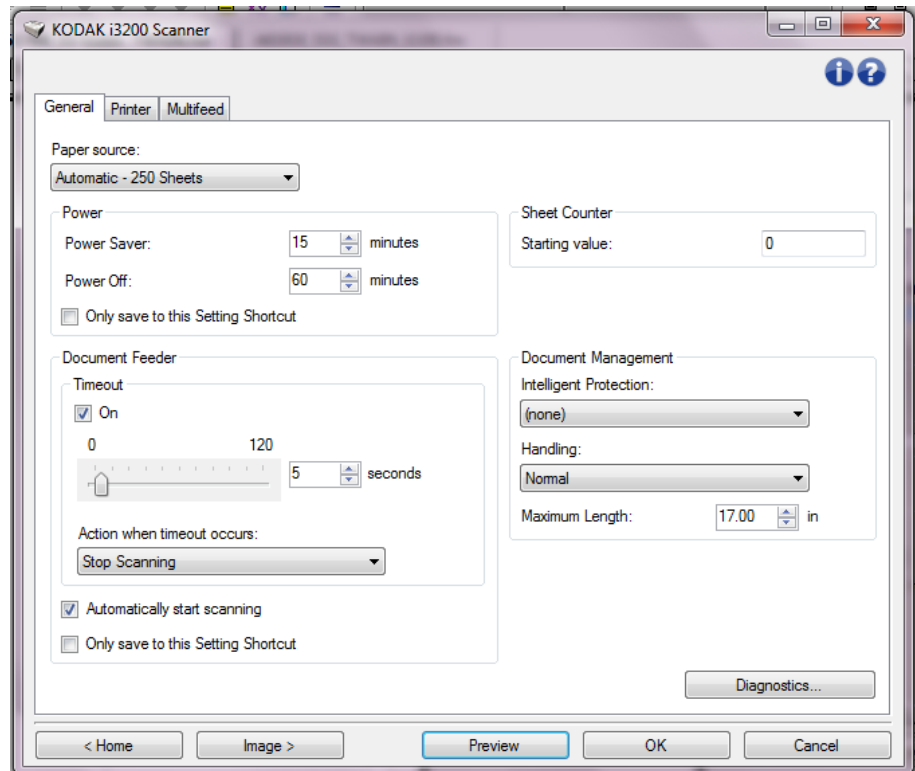 KODAK i3200 Scanner
General Printer Multifeed
Paper source:
Automatic - 250 Sheets
Power
Power Saver: 15 minutes
Power Off: 60 minutes
Only save to this Setting Shortcut
Sheet Counter
Starting value: 0
Document Feeder
Timeout
On
0 120
5 seconds
Action when timeout occurs:
Stop Scanning
Automatically start scanning
Only save to this Setting Shortcut
Document Management
Intelligent Protection:
(none)
Handling:
Normal
Maximum Length: 17.00 in
Diagnostics...
< Home Image > Preview OK Cancel